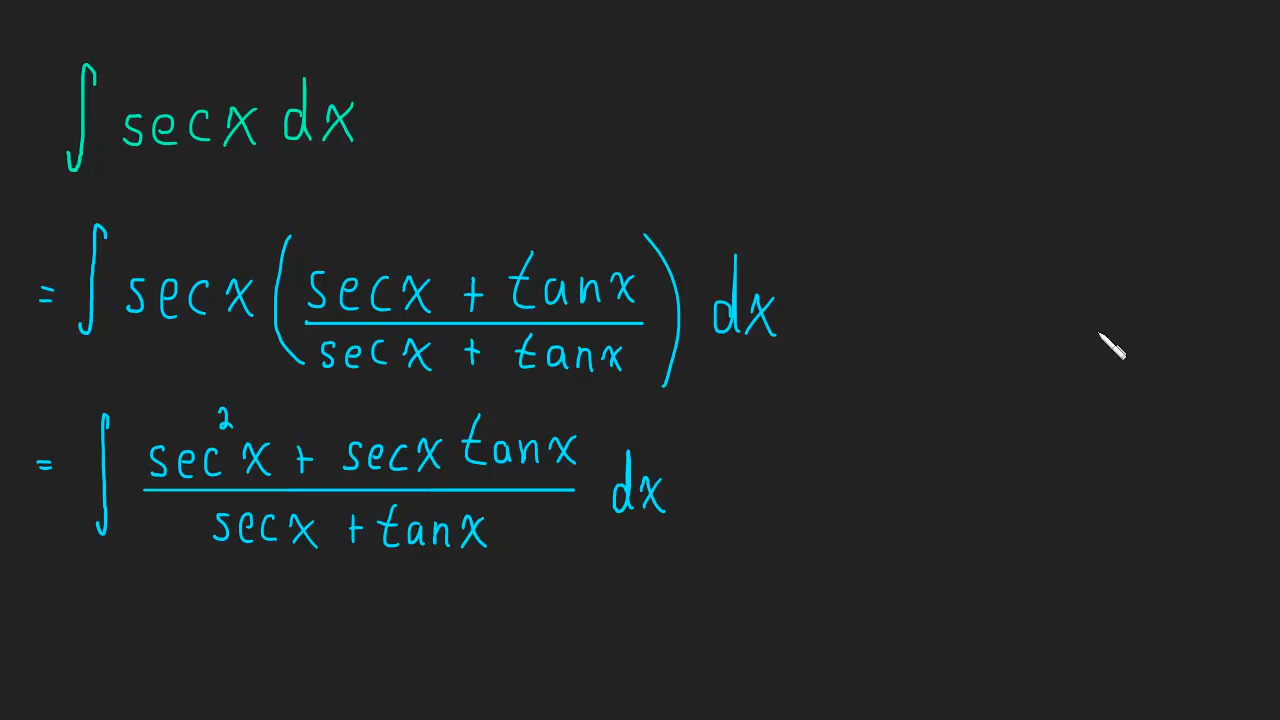 ∫ secx dx
= ∫ secx (secx + tanx / secx + tanx) dx
= ∫ sec²x + secx tanx / secx + tanx dx